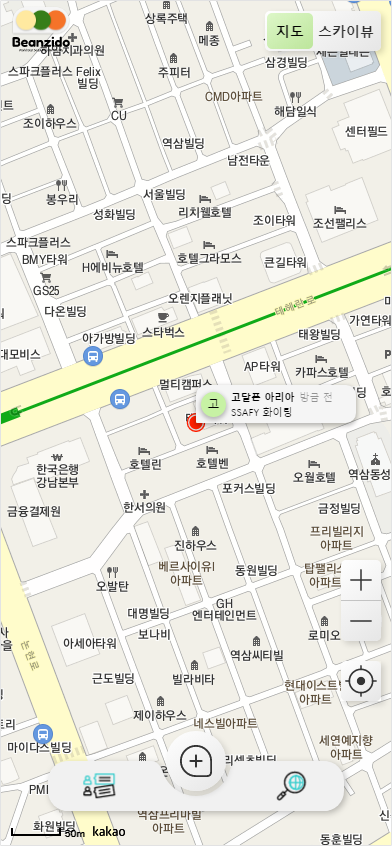 삼록주택
메종
지도 스카이뷰
Beanzido
하람치과의원
스파크플러스 Felix
빌딩
주피터
삼경빌딩
CMD아파트
조이하우스
CU
해담일식
센터필드
역삼빌딩
남전타운
봉우리
서울빌딩
성화빌딩
리치웰호텔
조이타워
조선팰리스
스파크플러스
BMY타워
호텔그라모스
H에비뉴호텔
큰길타워
GS25
오렌지플래닛
다온빌딩
테헤란로
가연타워
아가방빌딩
스타벅스
태왕빌딩
대모비스
AP타워
카파스호텔
멀티캠퍼스
고
고달픈 아리아 방금 전
SSAFY 화이팅
한국은행
강남본부
호텔린
호텔벤
오월호텔
역삼동성
포커스빌딩
한서의원
금융결제원
금정빌딩
진하우스
프리빌리지
아파트
베르사이유I
아파트
동원빌딩
탑팰리스
아파트
오발탄
GH
엔터테인먼트
대명빌딩
보나비
로미오
논현로
아세아타워
역삼씨티빌
근도빌딩
빌라비타
현대이스트빌
아파트
제이하우스
네스빌아파트
마이다스빌딩
세연예지향
아파트
PMI
역삼프리마빌
아파트
화원빌딩
50m kakao
동훈빌딩